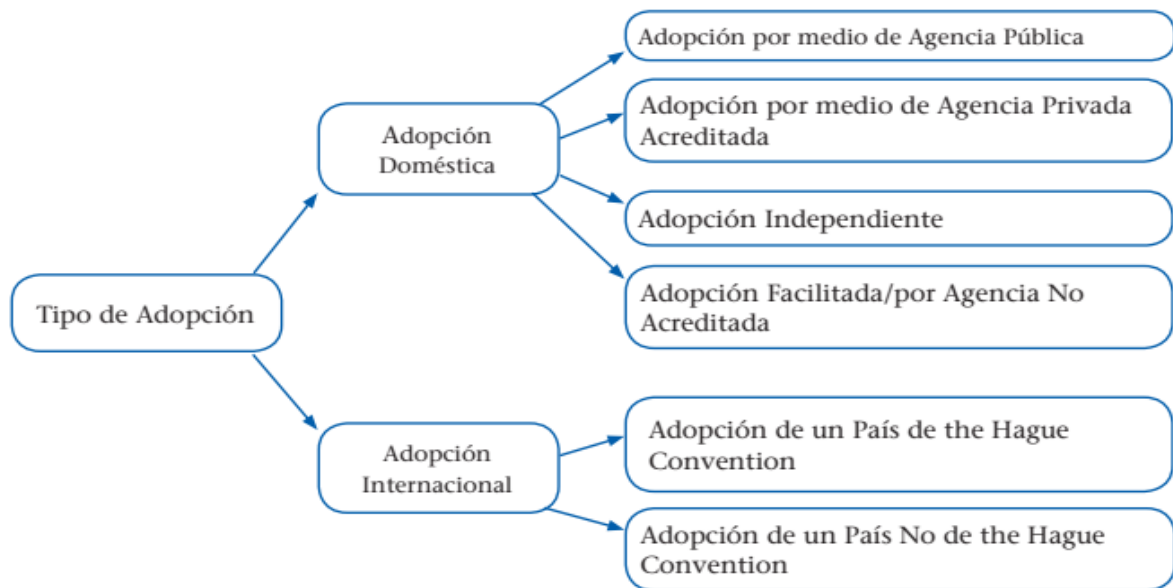 Adopción por medio de Agencia Pública
Adopción por medio de Agencia Privada
Acreditada
Adopción
Doméstica
Adopción Independiente
Adopción Facilitada/por Agencia No
Acreditada
Tipo de Adopción
Adopción
Internacional
Adopción de un País de the Hague
Convention
Adopción de un País No de the Hague
Convention